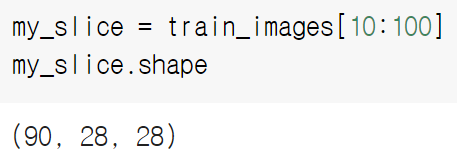 my_slice = train_images[10:100]
my_slice.shape
(90, 28, 28)